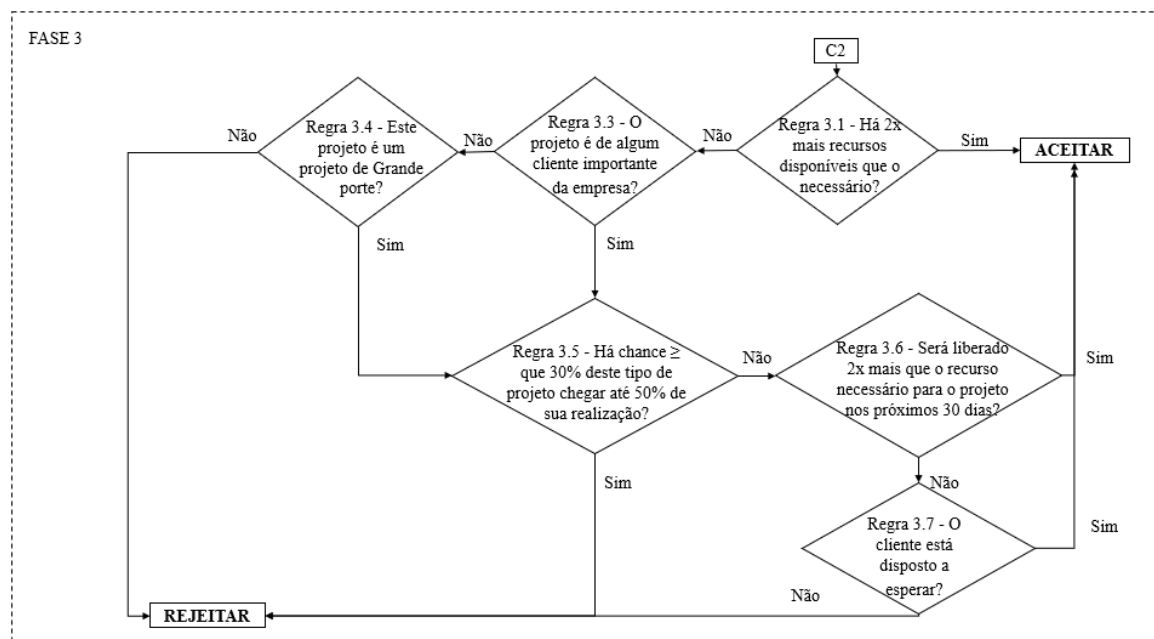 FASE 3
C2
Regra 3.4 - Este
projeto é um
projeto de Grande
porte?
Não
Sim
Regra 3.3 - O
projeto é de algum
cliente importante
da empresa?
Não
Sim
Regra 3.1 - Há 2x
mais recursos
disponíveis que o
necessário?
Não
Sim
ACEITAR
Regra 3.5 - Há chance ≥
que 30% deste tipo de
projeto chegar até 50% de
sua realização?
Não
Sim
Regra 3.6 - Será liberado
2x mais que o recurso
necessário para o projeto
nos próximos 30 dias?
Sim
Não
Regra 3.7 - O
cliente está
disposto a
esperar?
Sim
Não
REJEITAR